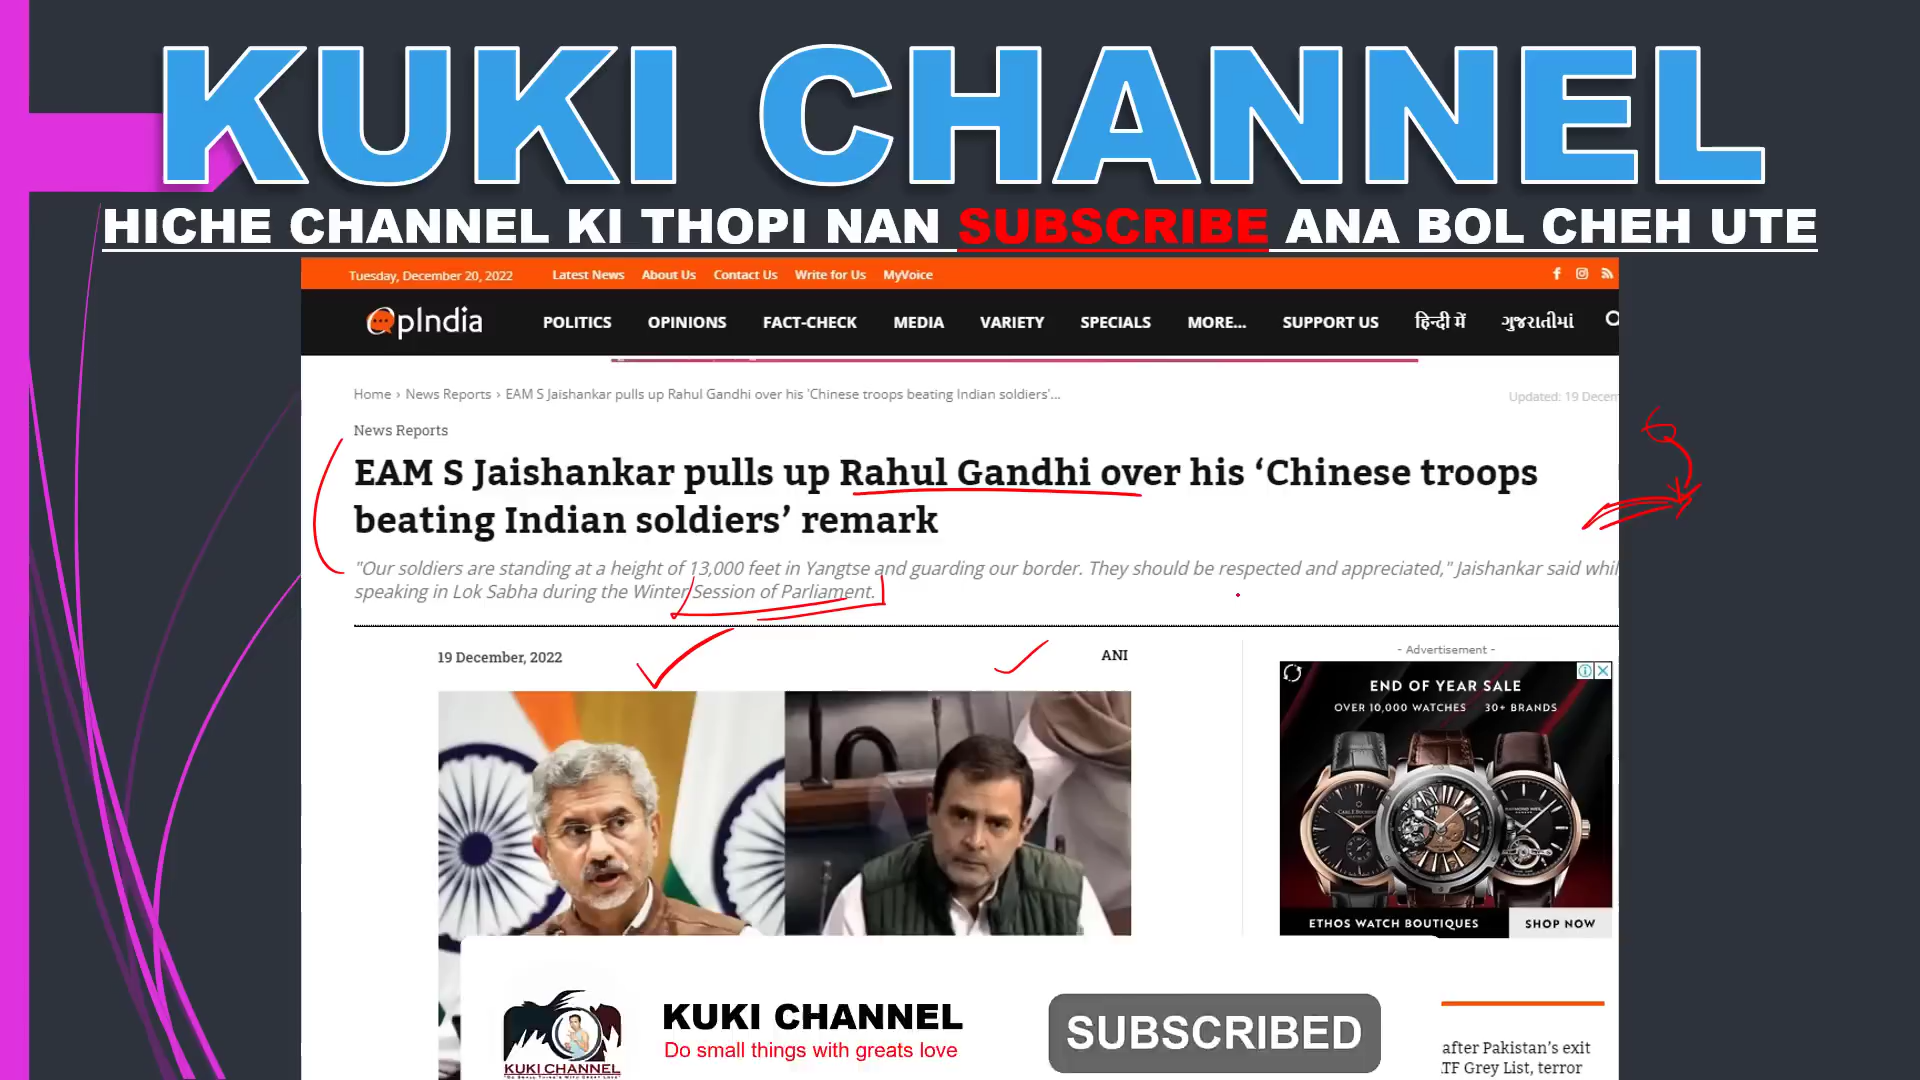 KUKI CHANNEL
HICHE CHANNEL KI THOPI NAN SUBSCRIBE ANA BOL CHEH UTE
Tuesday, December 20, 2022 Latest News About Us Contact Us Write for Us MyVoice
OpIndia POLITICS OPINIONS FACT-CHECK MEDIA VARIETY SPECIALS MORE... SUPPORT US हिन्दी में ગુજરાતીમાં
Home › News Reports › EAM S Jaishankar pulls up Rahul Gandhi over his 'Chinese troops beating Indian soldiers'...
Updated: 19 Decem
News Reports
EAM S Jaishankar pulls up Rahul Gandhi over his ‘Chinese troops
beating Indian soldiers’ remark
"Our soldiers are standing at a height of 13,000 feet in Yangtse and guarding our border. They should be respected and appreciated," Jaishankar said whil
speaking in Lok Sabha during the Winter Session of Parliament.
19 December, 2022 ANI
- Advertisement -
END OF YEAR SALE
OVER 10,000 WATCHES 30+ BRANDS
ETHOS WATCH BOUTIQUES SHOP NOW
KUKI CHANNEL
Do small things with greats love
SUBSCRIBED
KUKI CHANNEL
after Pakistan’s exit
TF Grey List, terror